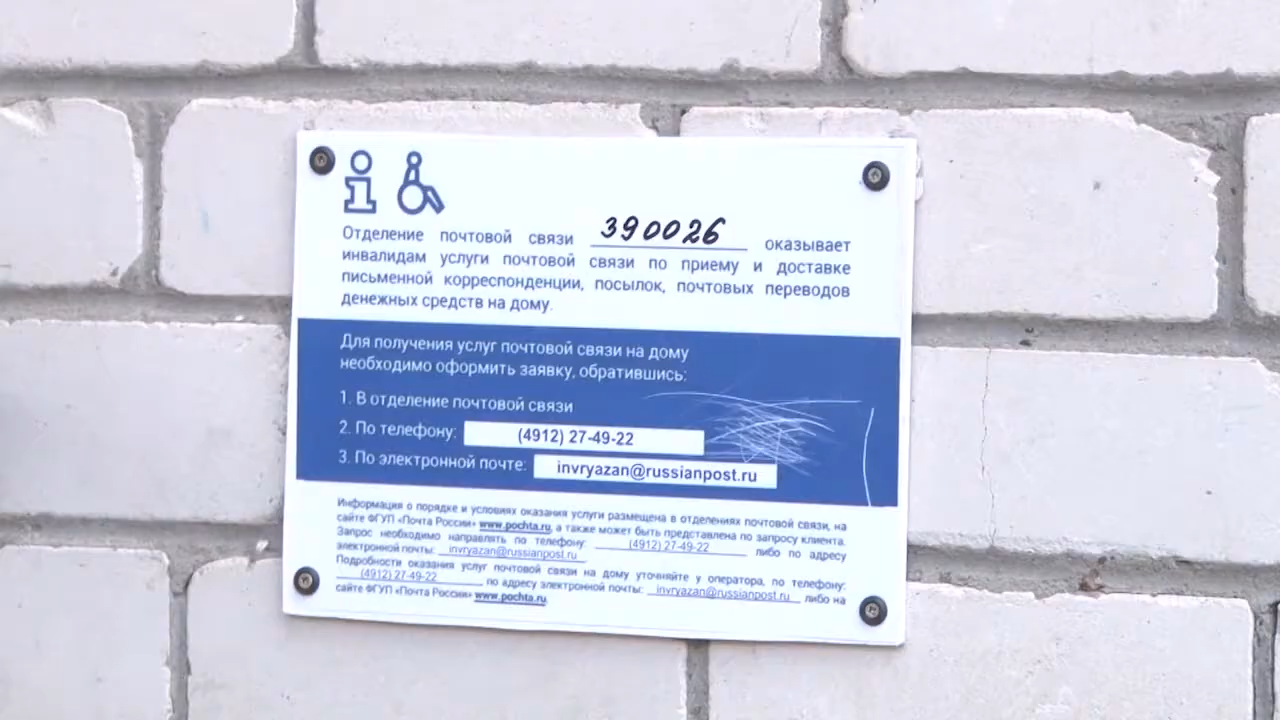 Отделение почтовой связи 390026 оказывает
инвалидам услуги почтовой связи по приему и доставке
письменной корреспонденции, посылок, почтовых переводов
денежных средств на дому.
Для получения услуг почтовой связи на дому
необходимо оформить заявку, обратившись:
1. В отделение почтовой связи
2. По телефону: (4912) 27-49-22
3. По электронной почте: invryazan@russianpost.ru
Информация о порядке и условиях оказания услуги размещена в отделениях почтовой связи, на
сайте ФГУП «Почта России» www.pochta.ru, а также может быть представлена по запросу клиента.
Запрос необходимо направлять по телефону: (4912) 27-49-22 либо по адресу
электронной почты: invryazan@russianpost.ru
Подробности оказания услуг почтовой связи на дому уточняйте у оператора, по телефону:
(4912) 27-49-22 по адресу электронной почты: invryazan@russianpost.ru либо на
сайте ФГУП «Почта России» www.pochta.ru.